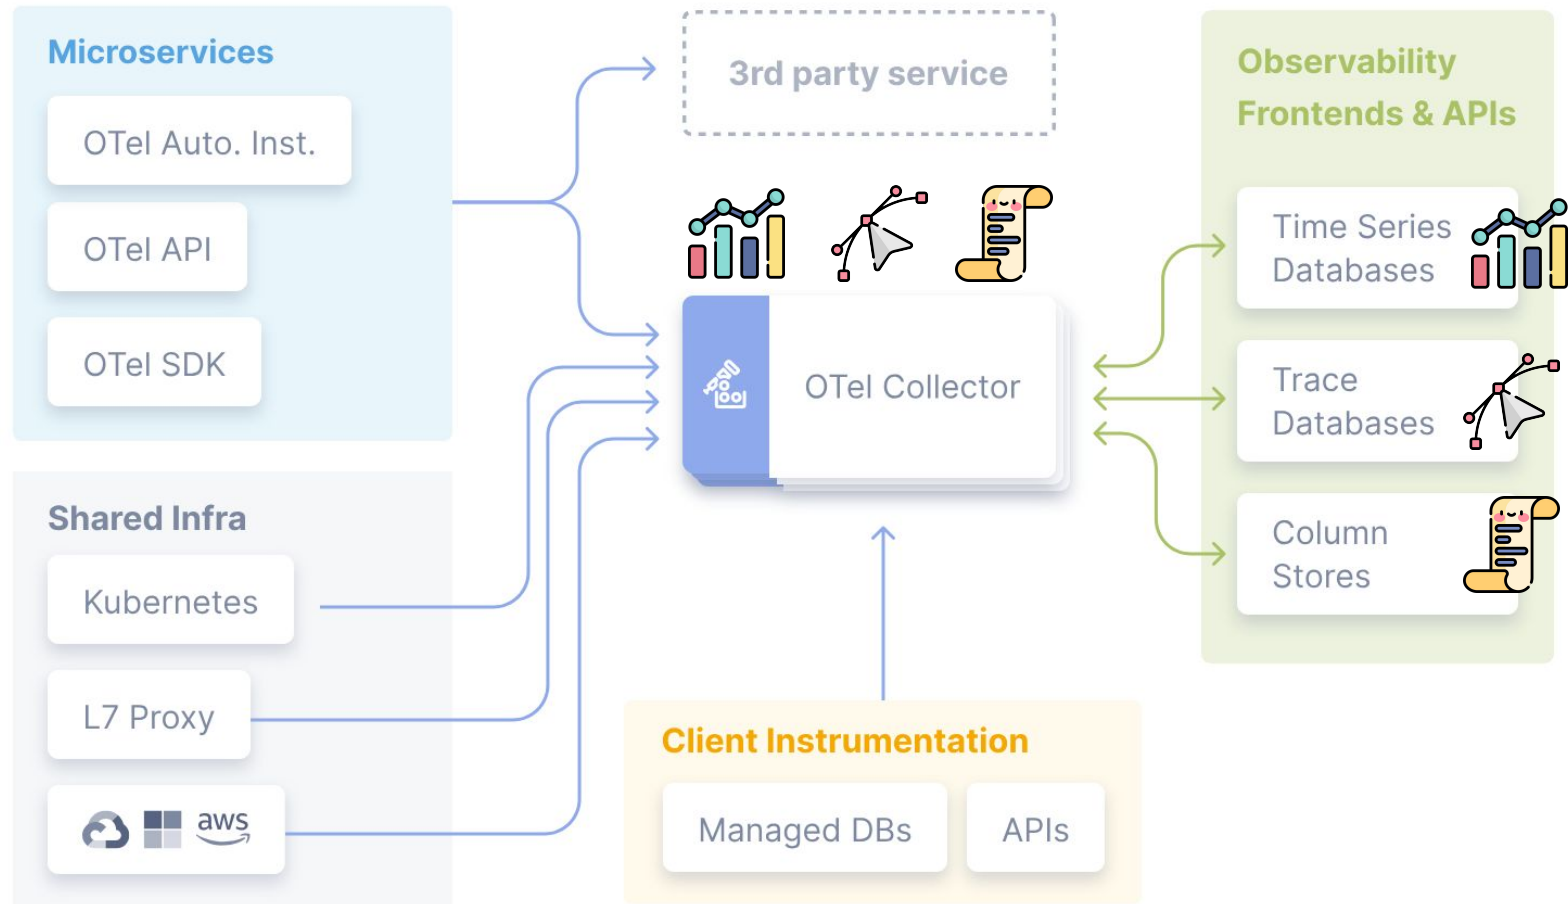 Microservices
OTel Auto. Inst.
OTel API
OTel SDK
Shared Infra
Kubernetes
L7 Proxy
aws
3rd party service
OTel Collector
Client Instrumentation
Managed DBs
APIs
Observability
Frontends & APIs
Time Series
Databases
Trace
Databases
Column
Stores